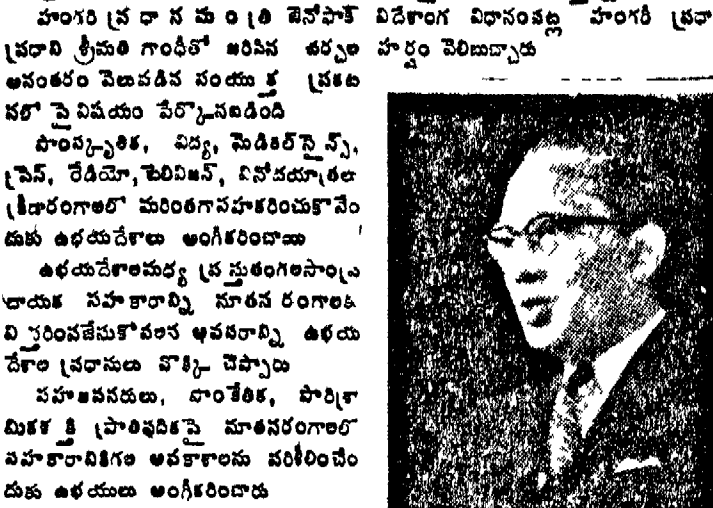 హంగరి ప్రధానమంత్రి జెనోఫాక్
ప్రధాని శ్రీమతి గాంధీతో జరిపిన చర్చల
అనంతరం వెలువడిన సంయుక్త ప్రకట
నలో పై విషయం పేర్కొనబడింది
సాంస్కృతిక, విద్య, మెడికల్ సైన్స్,
ప్రెస్, రేడియో, టెలివిజన్, వినోదయాత్రలు
క్రీడారంగాలలో మరింతగా సహకరించుకొనేం
దుకు ఉభయదేశాలు అంగీకరించాయి
ఉభయదేశాలమధ్య ప్రస్తుతంగలసాంప్ర
దాయక సహకారాన్ని నూతన రంగాలకు
విస్తరింపజేసుకోవలసిన అవసరాన్ని ఉభయ
దేశాల ప్రధానులు నొక్కి చెప్పారు
సహజవనరులు, సాంకేతిక, పారిశ్రా
మికశక్తి ప్రాతిపదికపై నూతనరంగాలలో
సహకారానికిగల అవకాశాలను పరిశీలించేం
దుకు ఉభయులు అంగీకరించారు
విదేశాంగ విధానంపట్ల హంగరీ ప్రధా
హర్షం వెలిబుచ్చారు